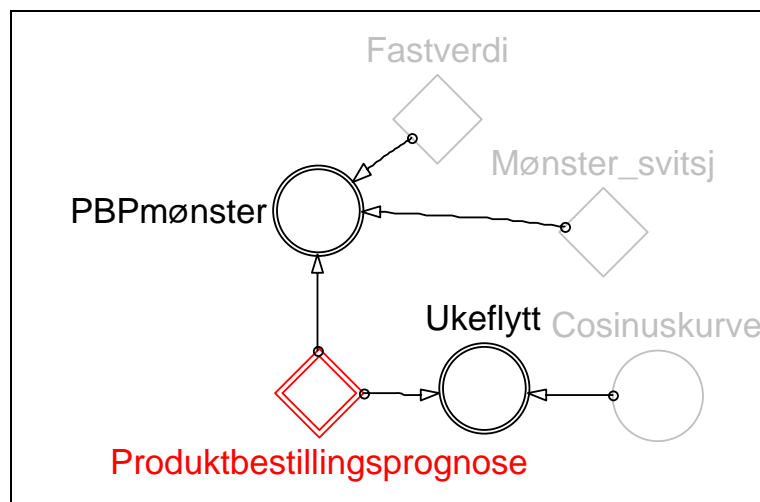 Fastverdi
Mønster_svitsj
PBPmønster
Ukeflytt
Cosinuskurve
Produktbestillingsprognose